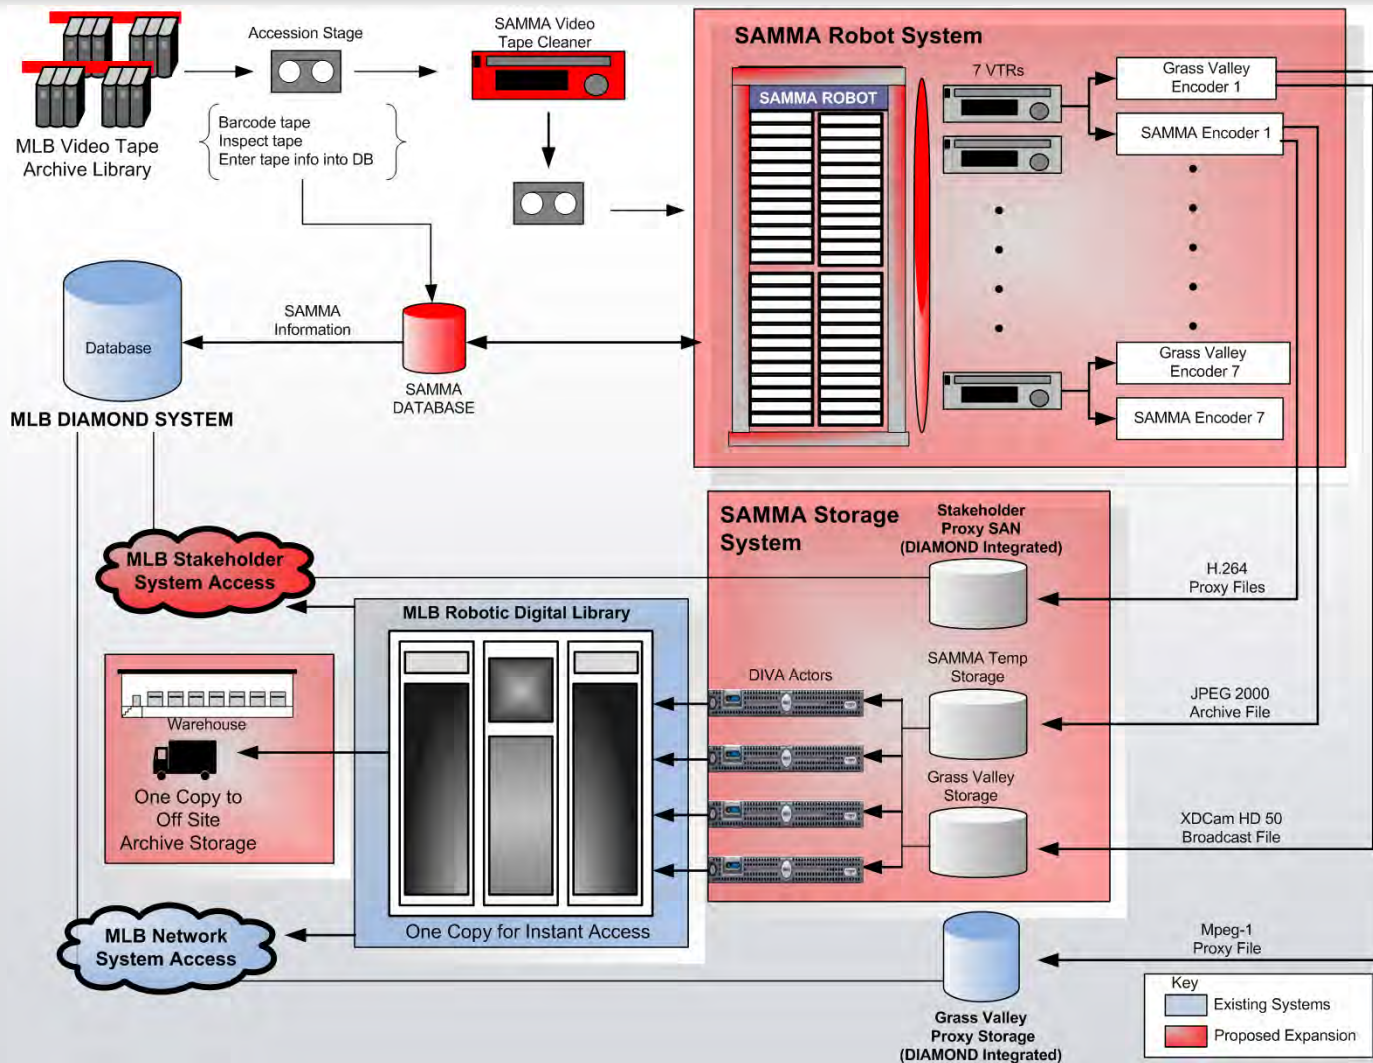 MLB Video Tape
Archive Library
Accession Stage
Barcode tape
Inspect tape
Enter tape info into DB
SAMMA Video
Tape Cleaner
SAMMA Robot System
SAMMA ROBOT
7 VTRs
Grass Valley
Encoder 1
SAMMA Encoder 1
Grass Valley
Encoder 7
SAMMA Encoder 7
Database
MLB DIAMOND SYSTEM
SAMMA
Information
SAMMA
DATABASE
MLB Stakeholder
System Access
SAMMA Storage
System
Stakeholder
Proxy SAN
(DIAMOND Integrated)
H.264
Proxy Files
MLB Robotic Digital Library
DIVA Actors
SAMMA Temp
Storage
JPEG 2000
Archive File
Warehouse
One Copy to
Off Site
Archive Storage
Grass Valley
Storage
XDCam HD 50
Broadcast File
One Copy for Instant Access
MLB Network
System Access
Mpeg-1
Proxy File
Grass Valley
Proxy Storage
(DIAMOND Integrated)
Key
Existing Systems
Proposed Expansion